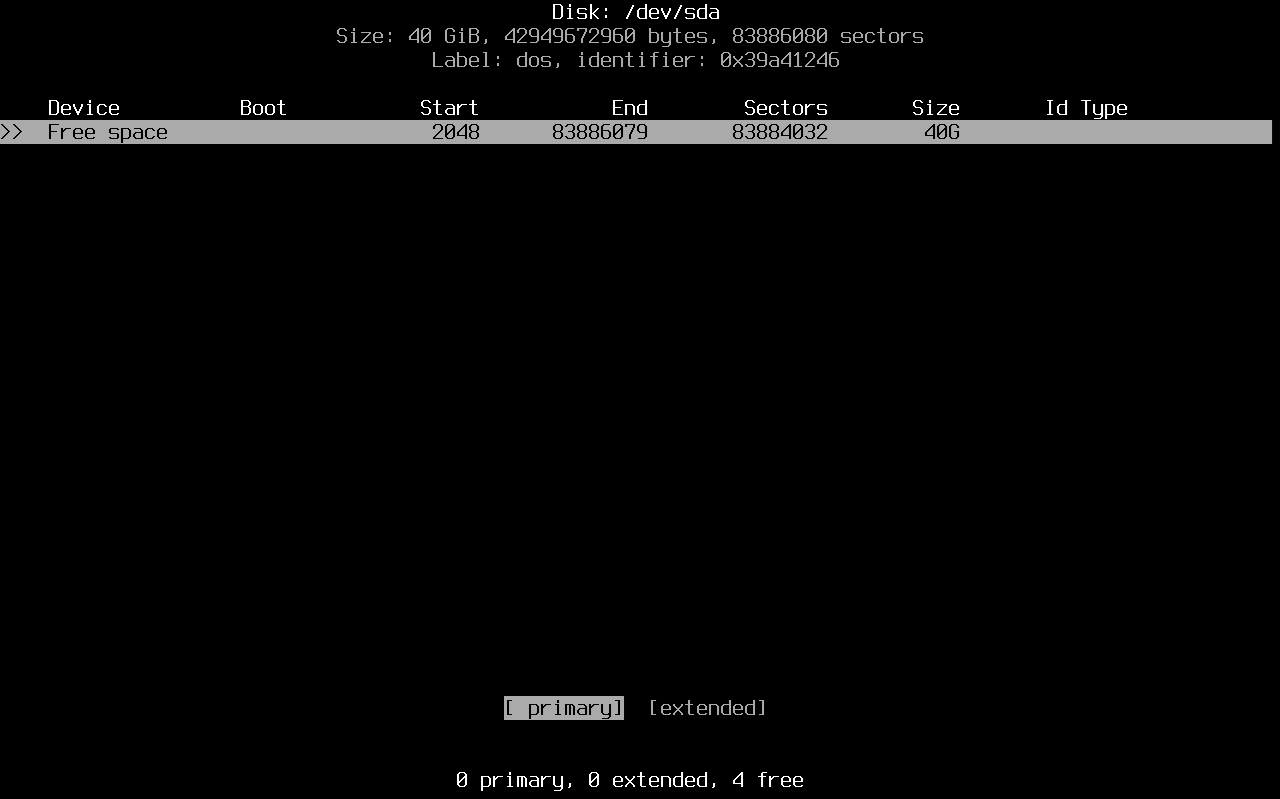 Disk: /dev/sda
Size: 40 GiB, 42949672960 bytes, 83886080 sectors
Label: dos, identifier: 0x39a41246
Device Boot Start End Sectors Size Id Type
>> Free space 2048 83886079 83884032 40G
[ primary] [extended]
0 primary, 0 extended, 4 free